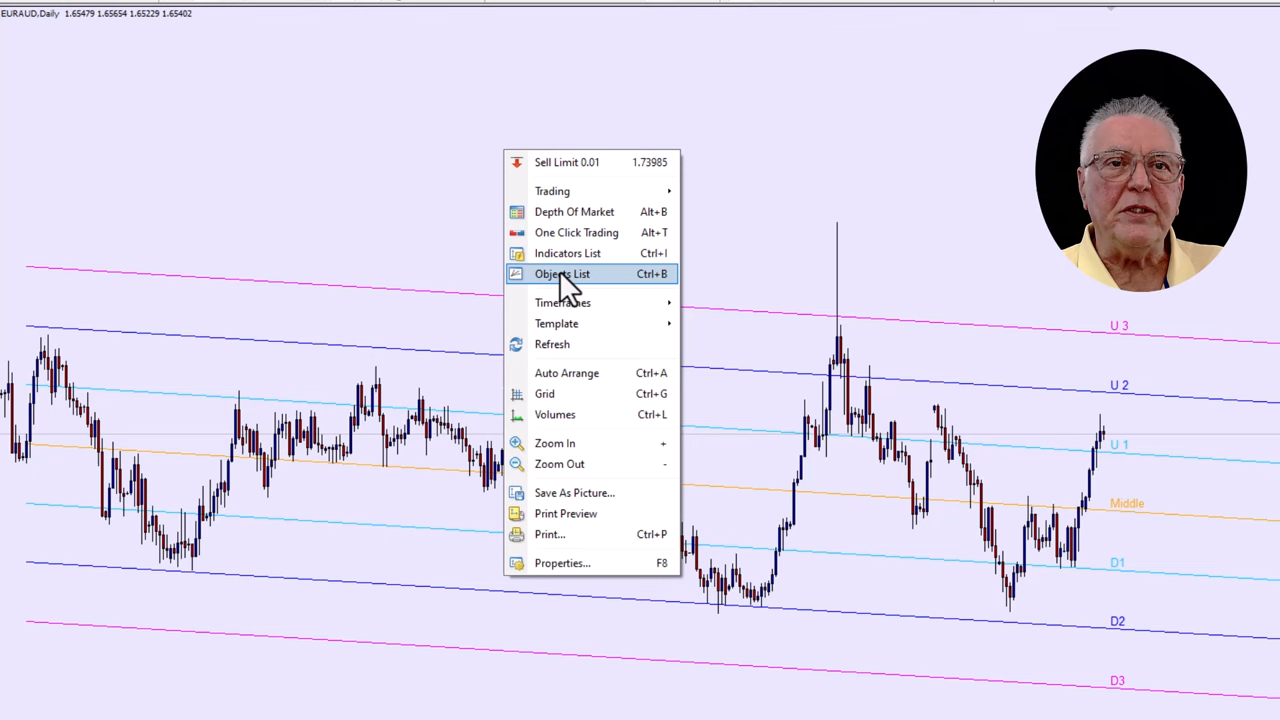 EURAUD,Daily 1.65479 1.65654 1.65229 1.65402
Sell Limit 0.01 1.73985
Trading
Depth Of Market Alt+B
One Click Trading Alt+T
Indicators List Ctrl+I
Objects List Ctrl+B
Timeframes
Template
Refresh
Auto Arrange Ctrl+A
Grid Ctrl+G
Volumes Ctrl+L
Zoom In +
Zoom Out -
Save As Picture...
Print Preview
Print... Ctrl+P
Properties... F8
U 3
U 2
U 1
Middle
D1
D2
D3